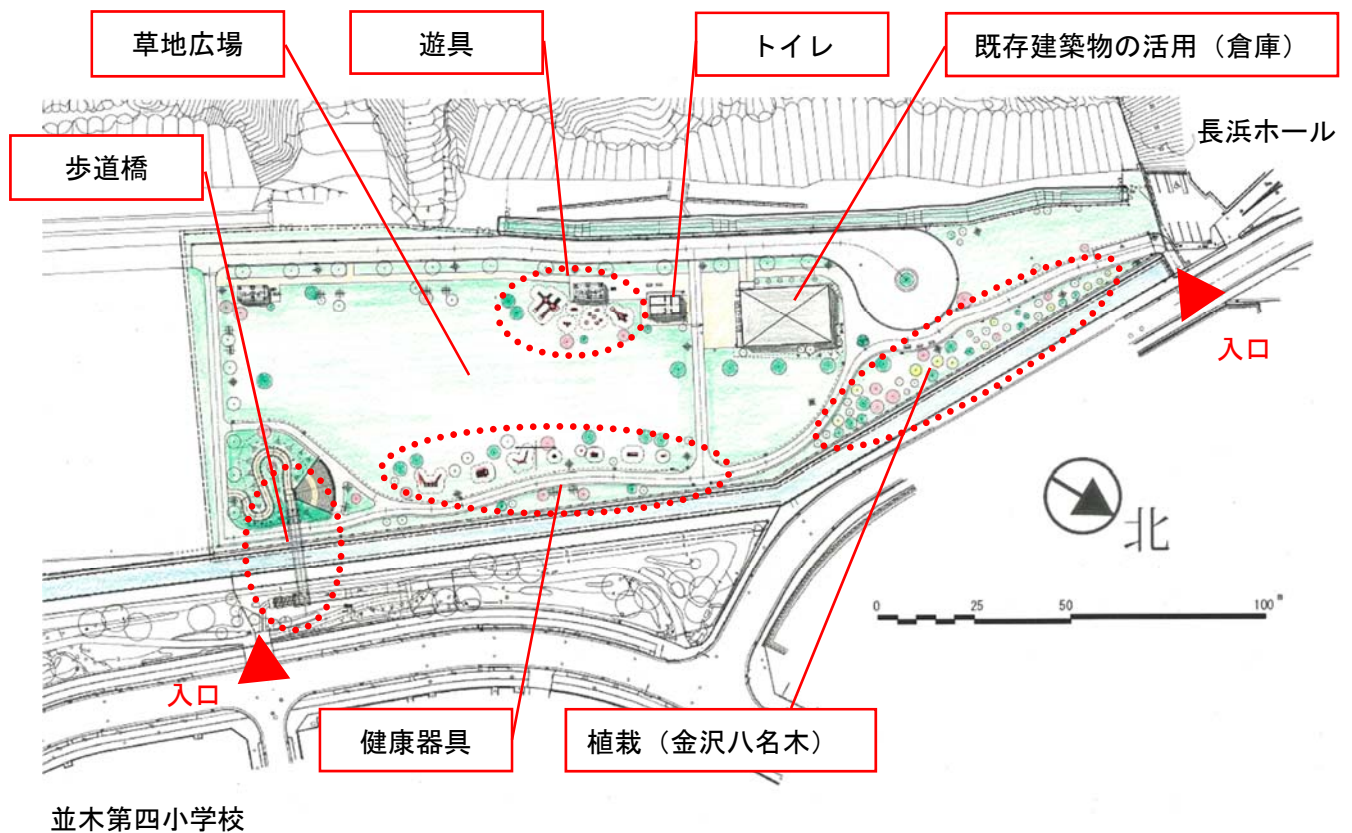 草地広場
遊具
トイレ
既存建築物の活用（倉庫）
長浜ホール
歩道橋
入口
北
0 25 50 100 m
入口
健康器具
植栽（金沢八名木）
並木第四小学校